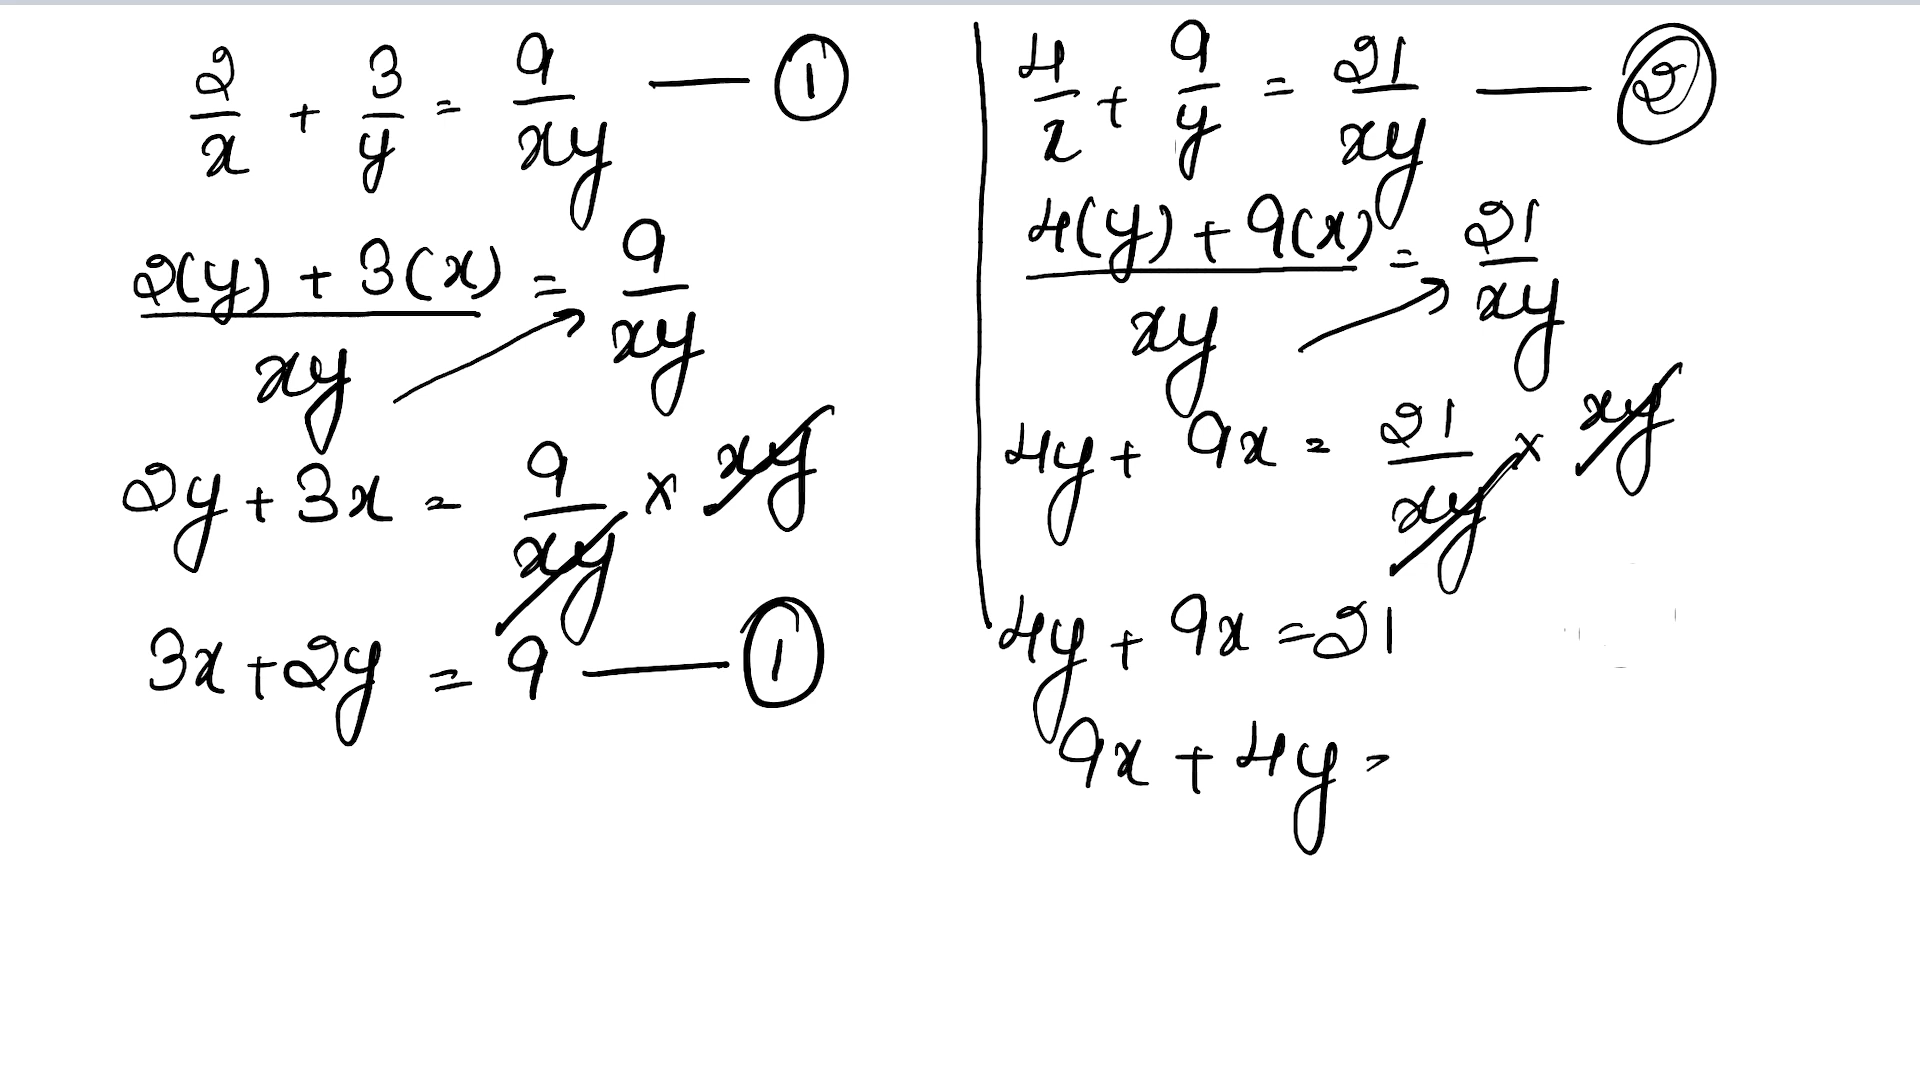 2/x + 3/y = 9/xy — ①
2(y) + 3(x)/xy = 9/xy
2y + 3x = 9/xy × xy
3x + 2y = 9 — ①
4/x + 9/y = 21/xy — ②
4(y) + 9(x)/xy = 21/xy
4y + 9x = 21/xy × xy
4y + 9x = 21
9x + 4y =